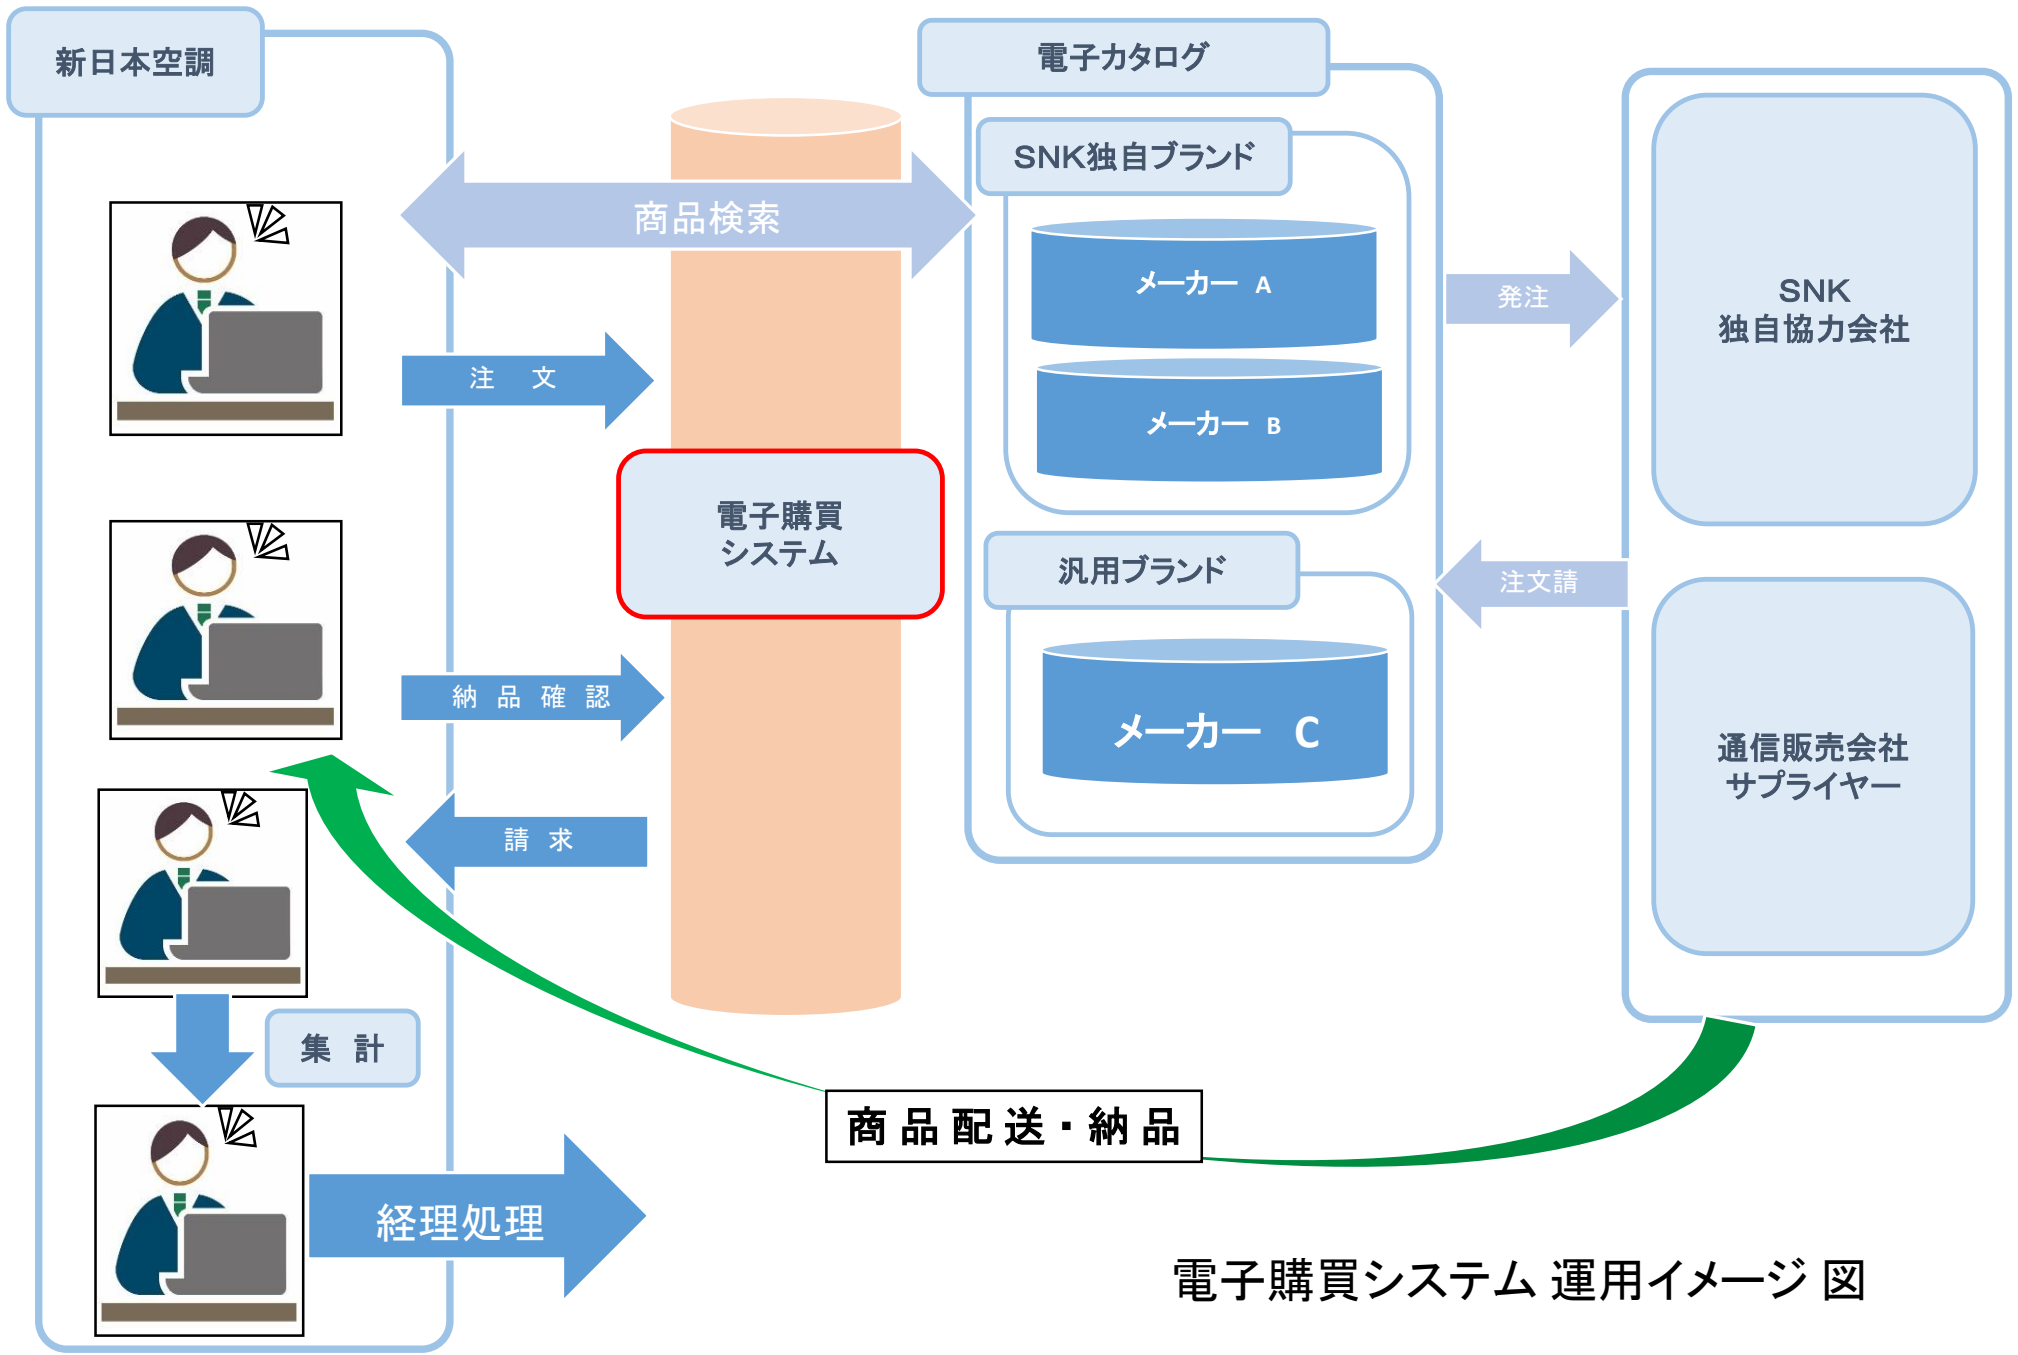 新日本空調
電子カタログ
SNK独自ブランド
商品検索
メーカー A
発注
SNK
独自協力会社
注 文
メーカー B
電子購買
システム
汎用ブランド
注文請
納 品 確 認
メーカー C
通信販売会社
サプライヤー
請 求
集 計
商 品 配 送 ・ 納 品
経理処理
電子購買システム 運用イメージ 図